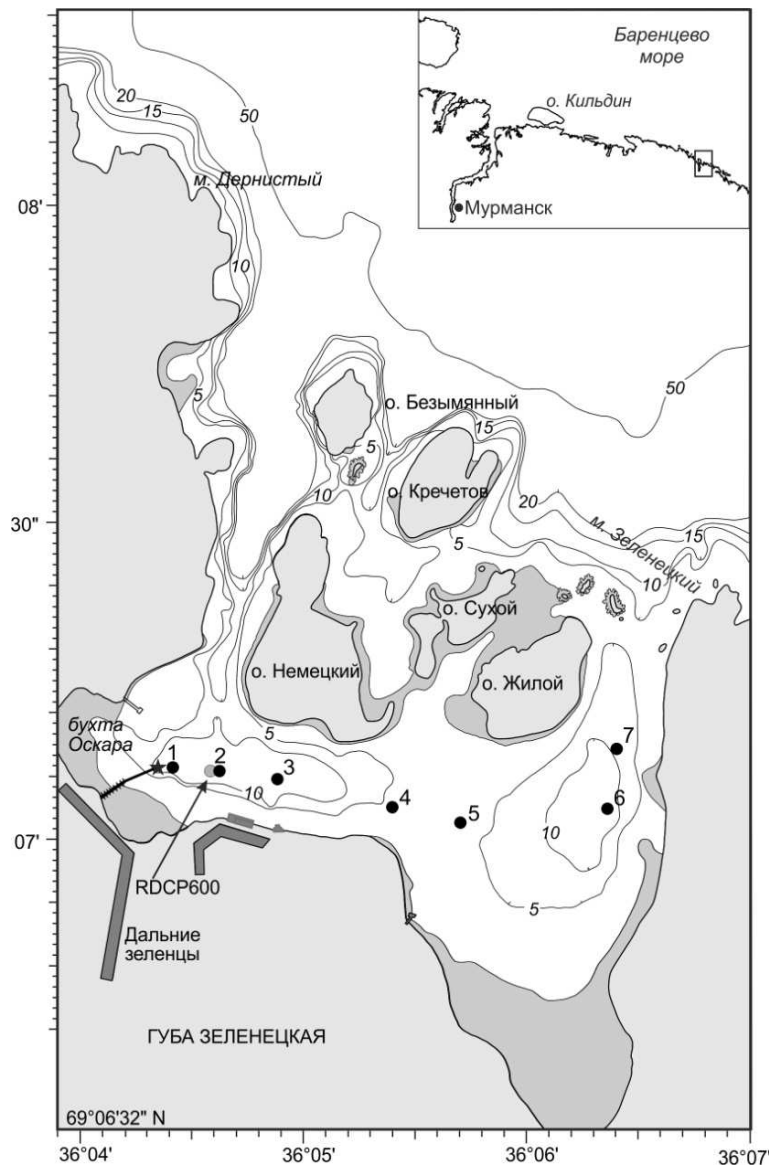 Баренцево
море
о. Кильдин
Мурманск
20
15
50
м. Дернистый
08'
10
5
50
о. Безымянный
15
5
о. Кречетов
10
20
30"
5
м. Зеленецкий
15
10
о. Сухой
о. Немецкий
о. Жилой
5
бухта
Оскара
1
2
3
4
5
6
7
10
10
07'
RDCP600
5
Дальние
зеленцы
ГУБА ЗЕЛЕНЕЦКАЯ
69°06'32" N
36°04'
36°05'
36°06'
36°07'